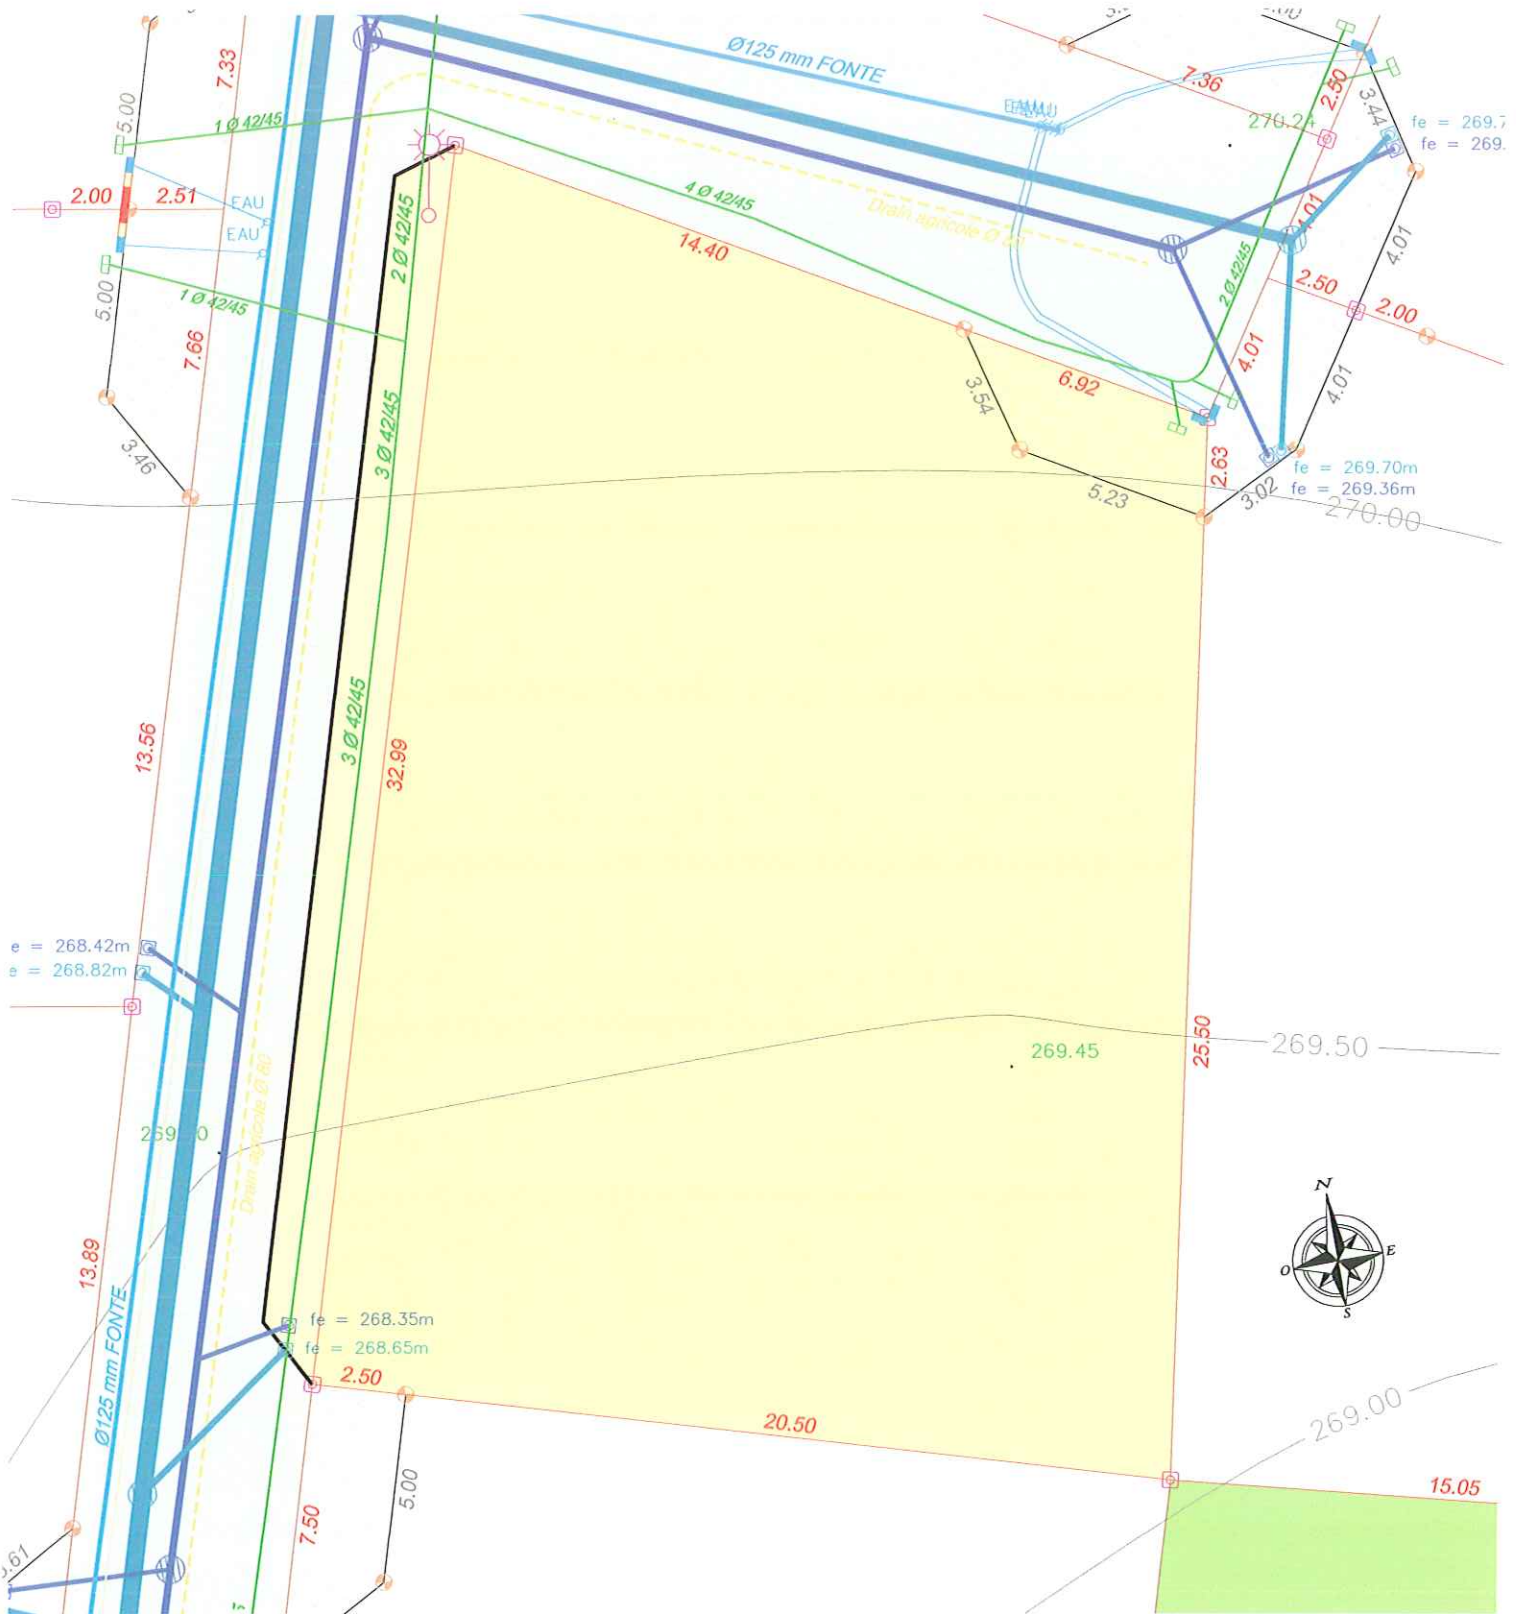 Ø125 mm FONTE
7.33
5.00
1 Ø 42/45
2.00
2.51
EAU
EAU
5.00
1 Ø 42/45
7.66
3.46
2 Ø 42/45
4 Ø 42/45
Drain agricole Ø 80
14.40
7.36
2.50
3.44
270.24
4.01
4.01
2 Ø 42/45
2.50
2.00
4.01
4.01
6.92
3.54
5.23
2.63
3.02
fe = 269.70m
fe = 269.36m
270.00
3 Ø 42/45
3 Ø 42/45
32.99
13.56
e = 268.42m
e = 268.82m
25.50
269.50
269.45
Drain agricole Ø 80
13.89
Ø125 mm FONTE
fe = 268.35m
fe = 268.65m
2.50
20.50
N
E
O
S
269.00
15.05
5.00
7.50